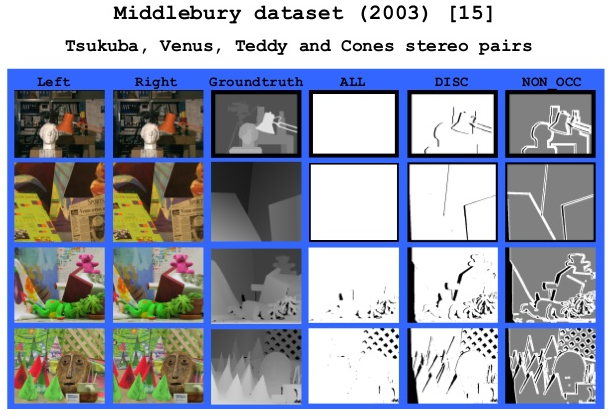 Middlebury dataset (2003) [15]
Tsukuba, Venus, Teddy and Cones stereo pairs
Left Right Groundtruth ALL DISC NON_OCC